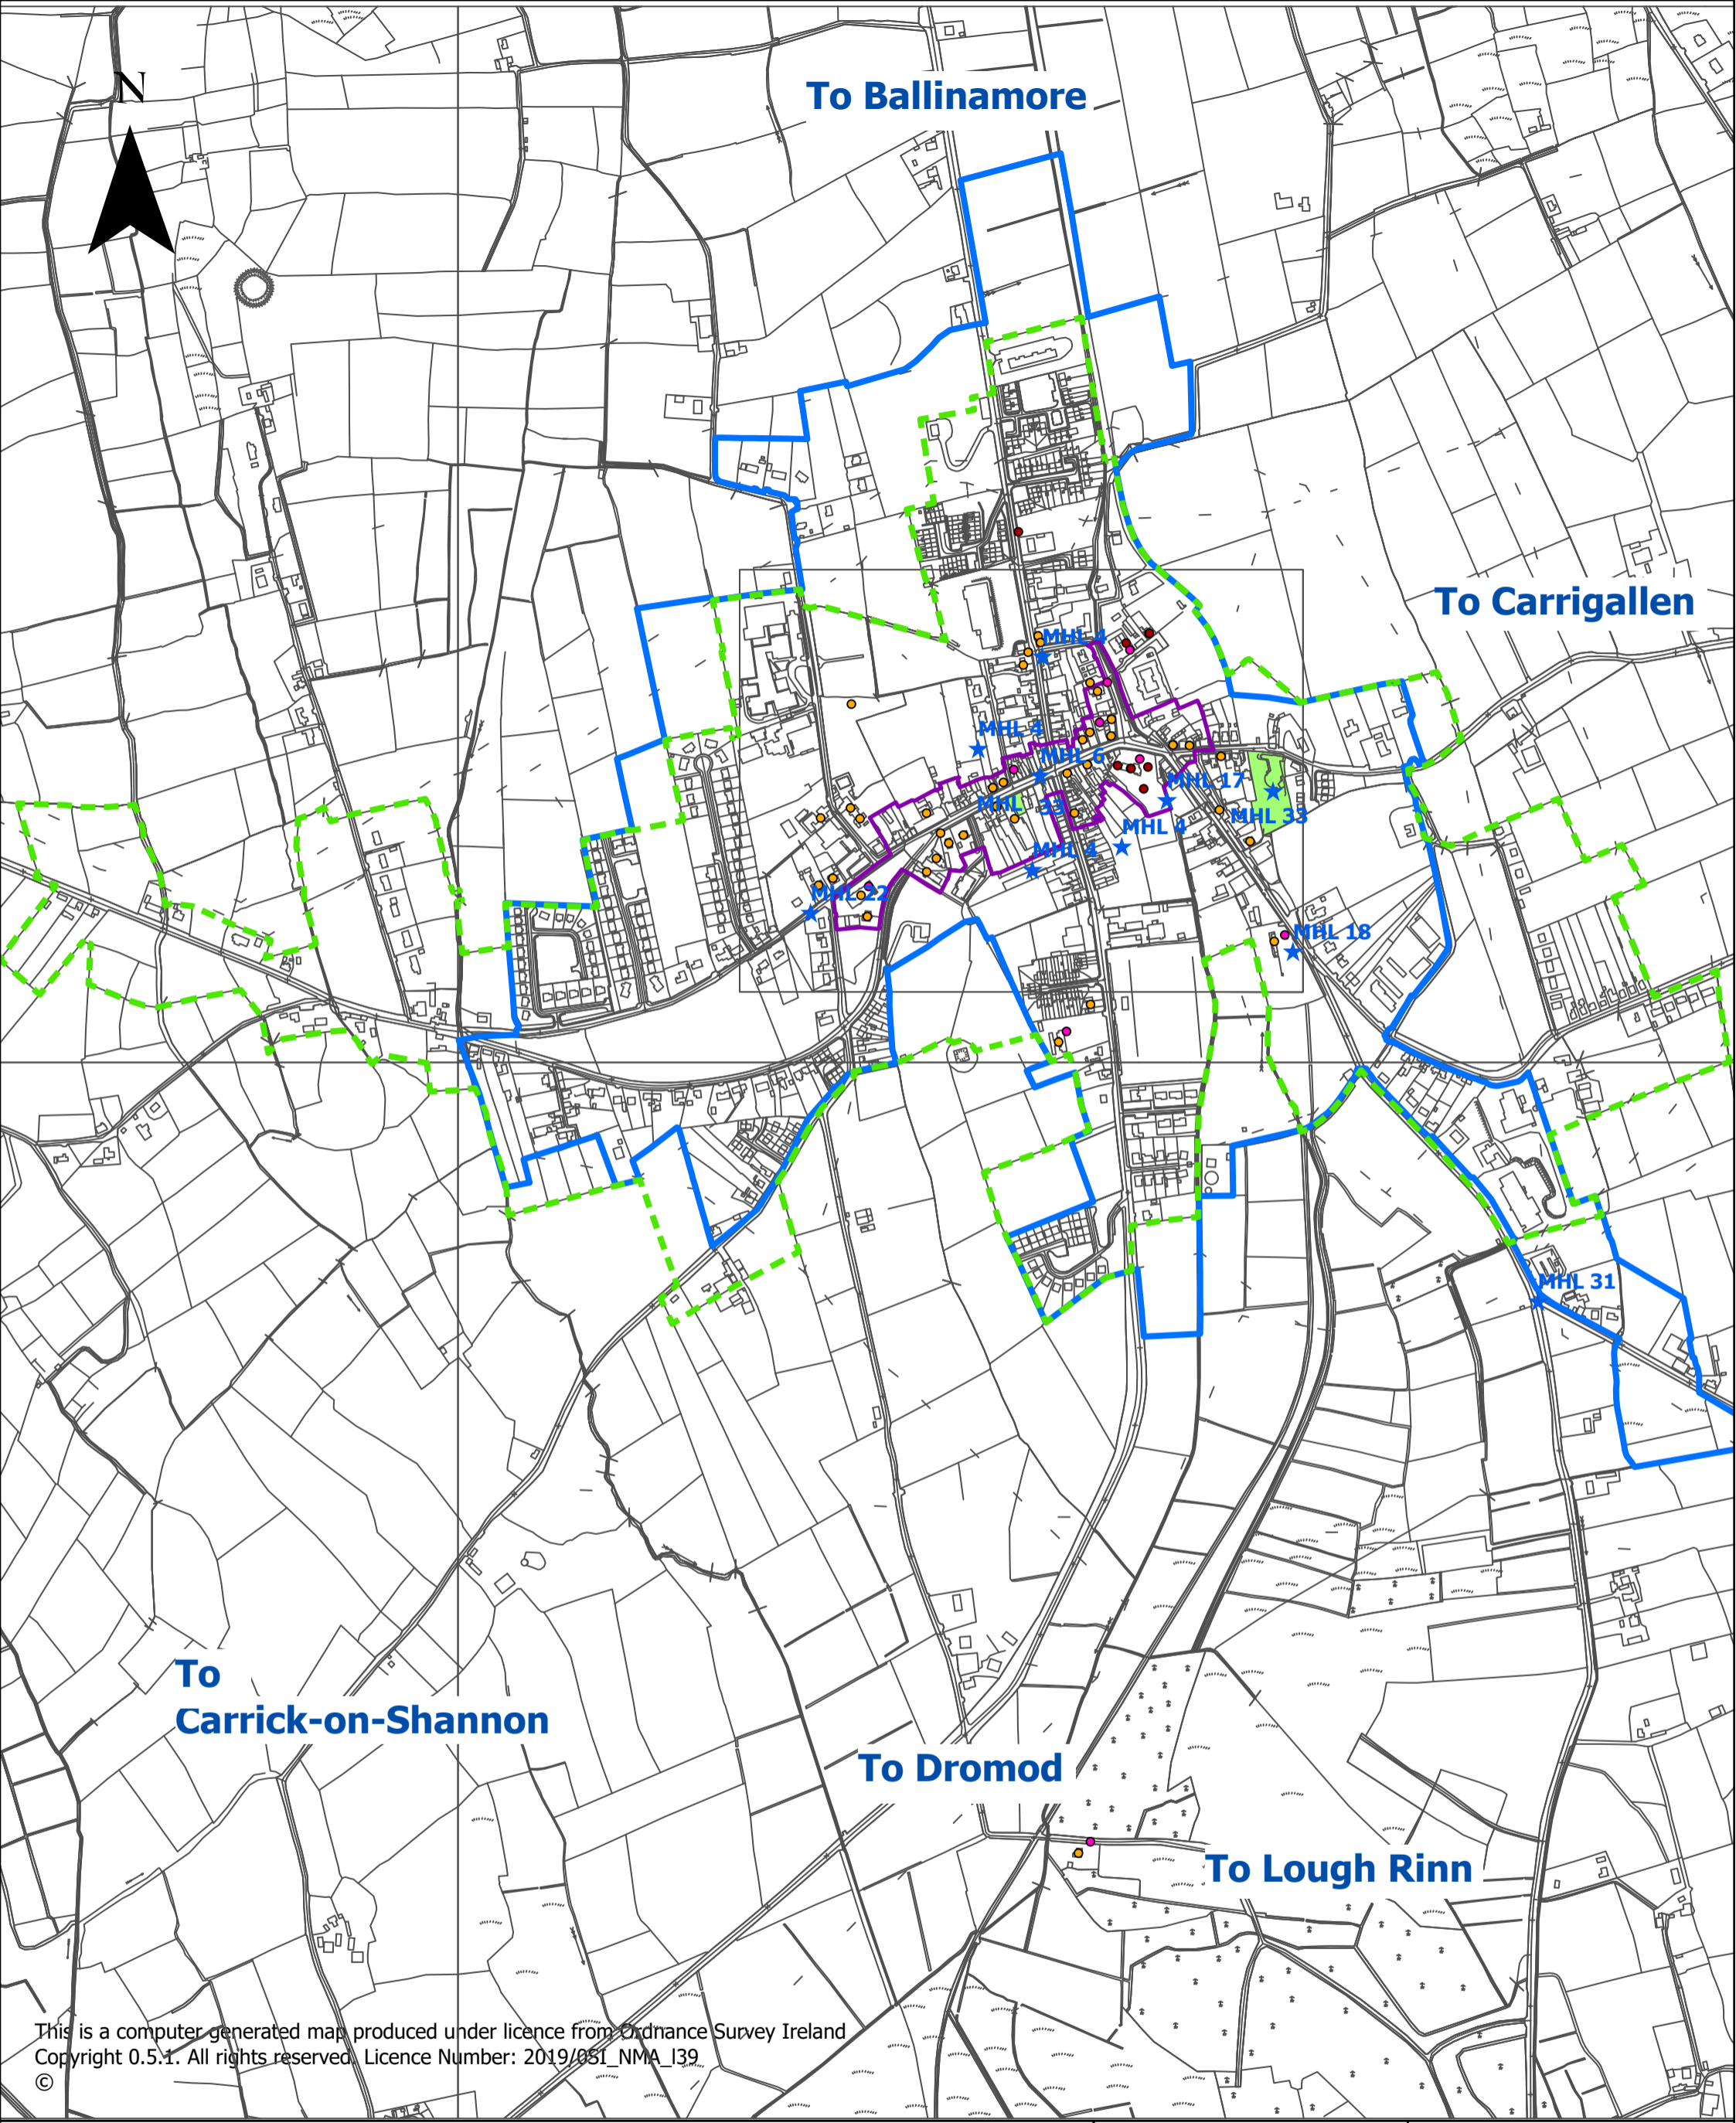 N
To Ballinamore
To Carrigallen
MHL 4
MHL 4
MHL 6
MHL 17
MHL 33
MHL 33
MHL 4
MHL 4
MHL 22
MHL 18
MHL 31
To
Carrick-on-Shannon
To Dromod
To Lough Rinn
This is a computer generated map produced under licence from Ordnance Survey Ireland
Copyright 0.5.1. All rights reserved. Licence Number: 2019/0SI_NMA_l39
©